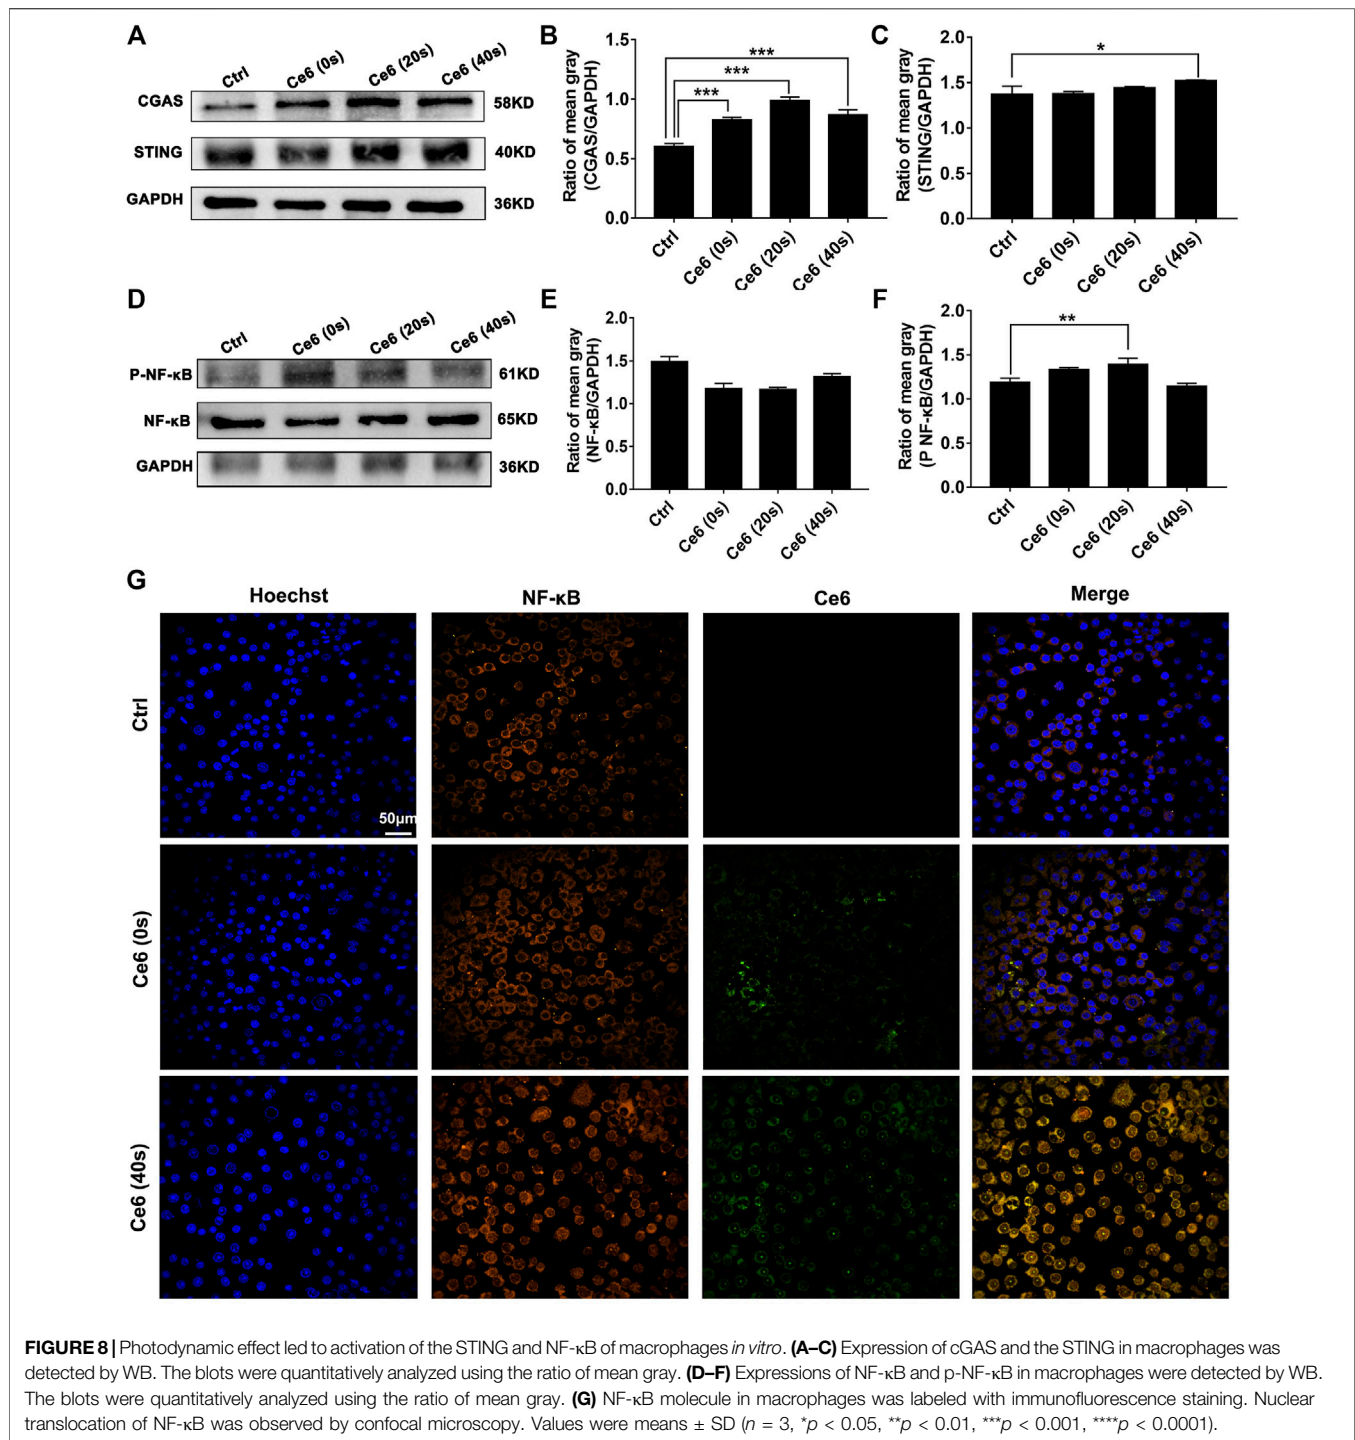 A
Ctrl
Ce6 (0s)
Ce6 (20s)
Ce6 (40s)
CGAS
58KD
STING
40KD
GAPDH
36KD
B
Ratio of mean gray
(CGAS/GAPDH)
1.5
1.0
0.5
0.0
***
***
***
Ctrl
Ce6 (0s)
Ce6 (20s)
Ce6 (40s)
C
Ratio of mean gray
(STING/GAPDH)
2.0
1.5
1.0
0.5
0.0
*
Ctrl
Ce6 (0s)
Ce6 (20s)
Ce6 (40s)
D
Ctrl
Ce6 (0s)
Ce6 (20s)
Ce6 (40s)
P-NF-κB
61KD
NF-κB
65KD
GAPDH
36KD
E
Ratio of mean gray
(NF-κB/GAPDH)
2.0
1.5
1.0
0.5
0.0
Ctrl
Ce6 (0s)
Ce6 (20s)
Ce6 (40s)
F
Ratio of mean gray
(P NF-κB/GAPDH)
2.0
1.5
1.0
0.5
0.0
**
Ctrl
Ce6 (0s)
Ce6 (20s)
Ce6 (40s)
G
Hoechst
NF-κB
Ce6
Merge
Ctrl
50μm
Ce6 (0s)
Ce6 (40s)
FIGURE 8 | Photodynamic effect led to activation of the STING and NF-κB of macrophages in vitro. (A–C) Expression of cGAS and the STING in macrophages was
detected by WB. The blots were quantitatively analyzed using the ratio of mean gray. (D–F) Expressions of NF-κB and p-NF-κB in macrophages were detected by WB.
The blots were quantitatively analyzed using the ratio of mean gray. (G) NF-κB molecule in macrophages was labeled with immunofluorescence staining. Nuclear
translocation of NF-κB was observed by confocal microscopy. Values were means ± SD (n = 3, *p < 0.05, **p < 0.01, ***p < 0.001, ****p < 0.0001).